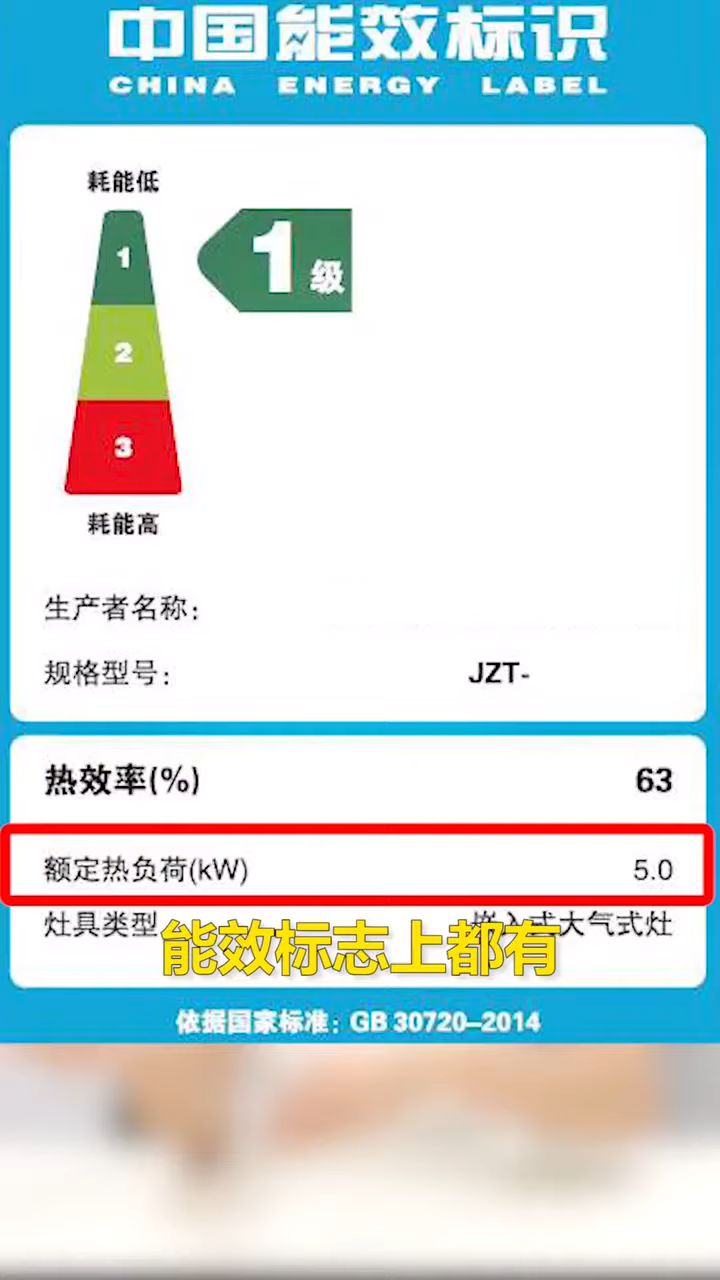 中国能效标识
CHINA ENERGY LABEL
耗能低
1
1级
2
3
耗能高
生产者名称：
规格型号： JZT-
热效率(%) 63
额定热负荷(kW) 5.0
灶具类型 嵌入式大气式灶
能效标志上都有
依据国家标准：GB 30720–2014